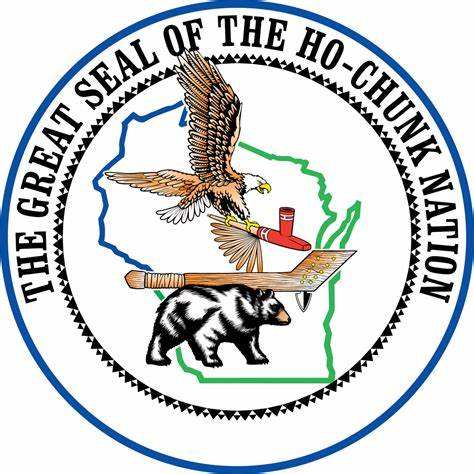 THE GREAT SEAL OF THE HO-CHUNK NATION